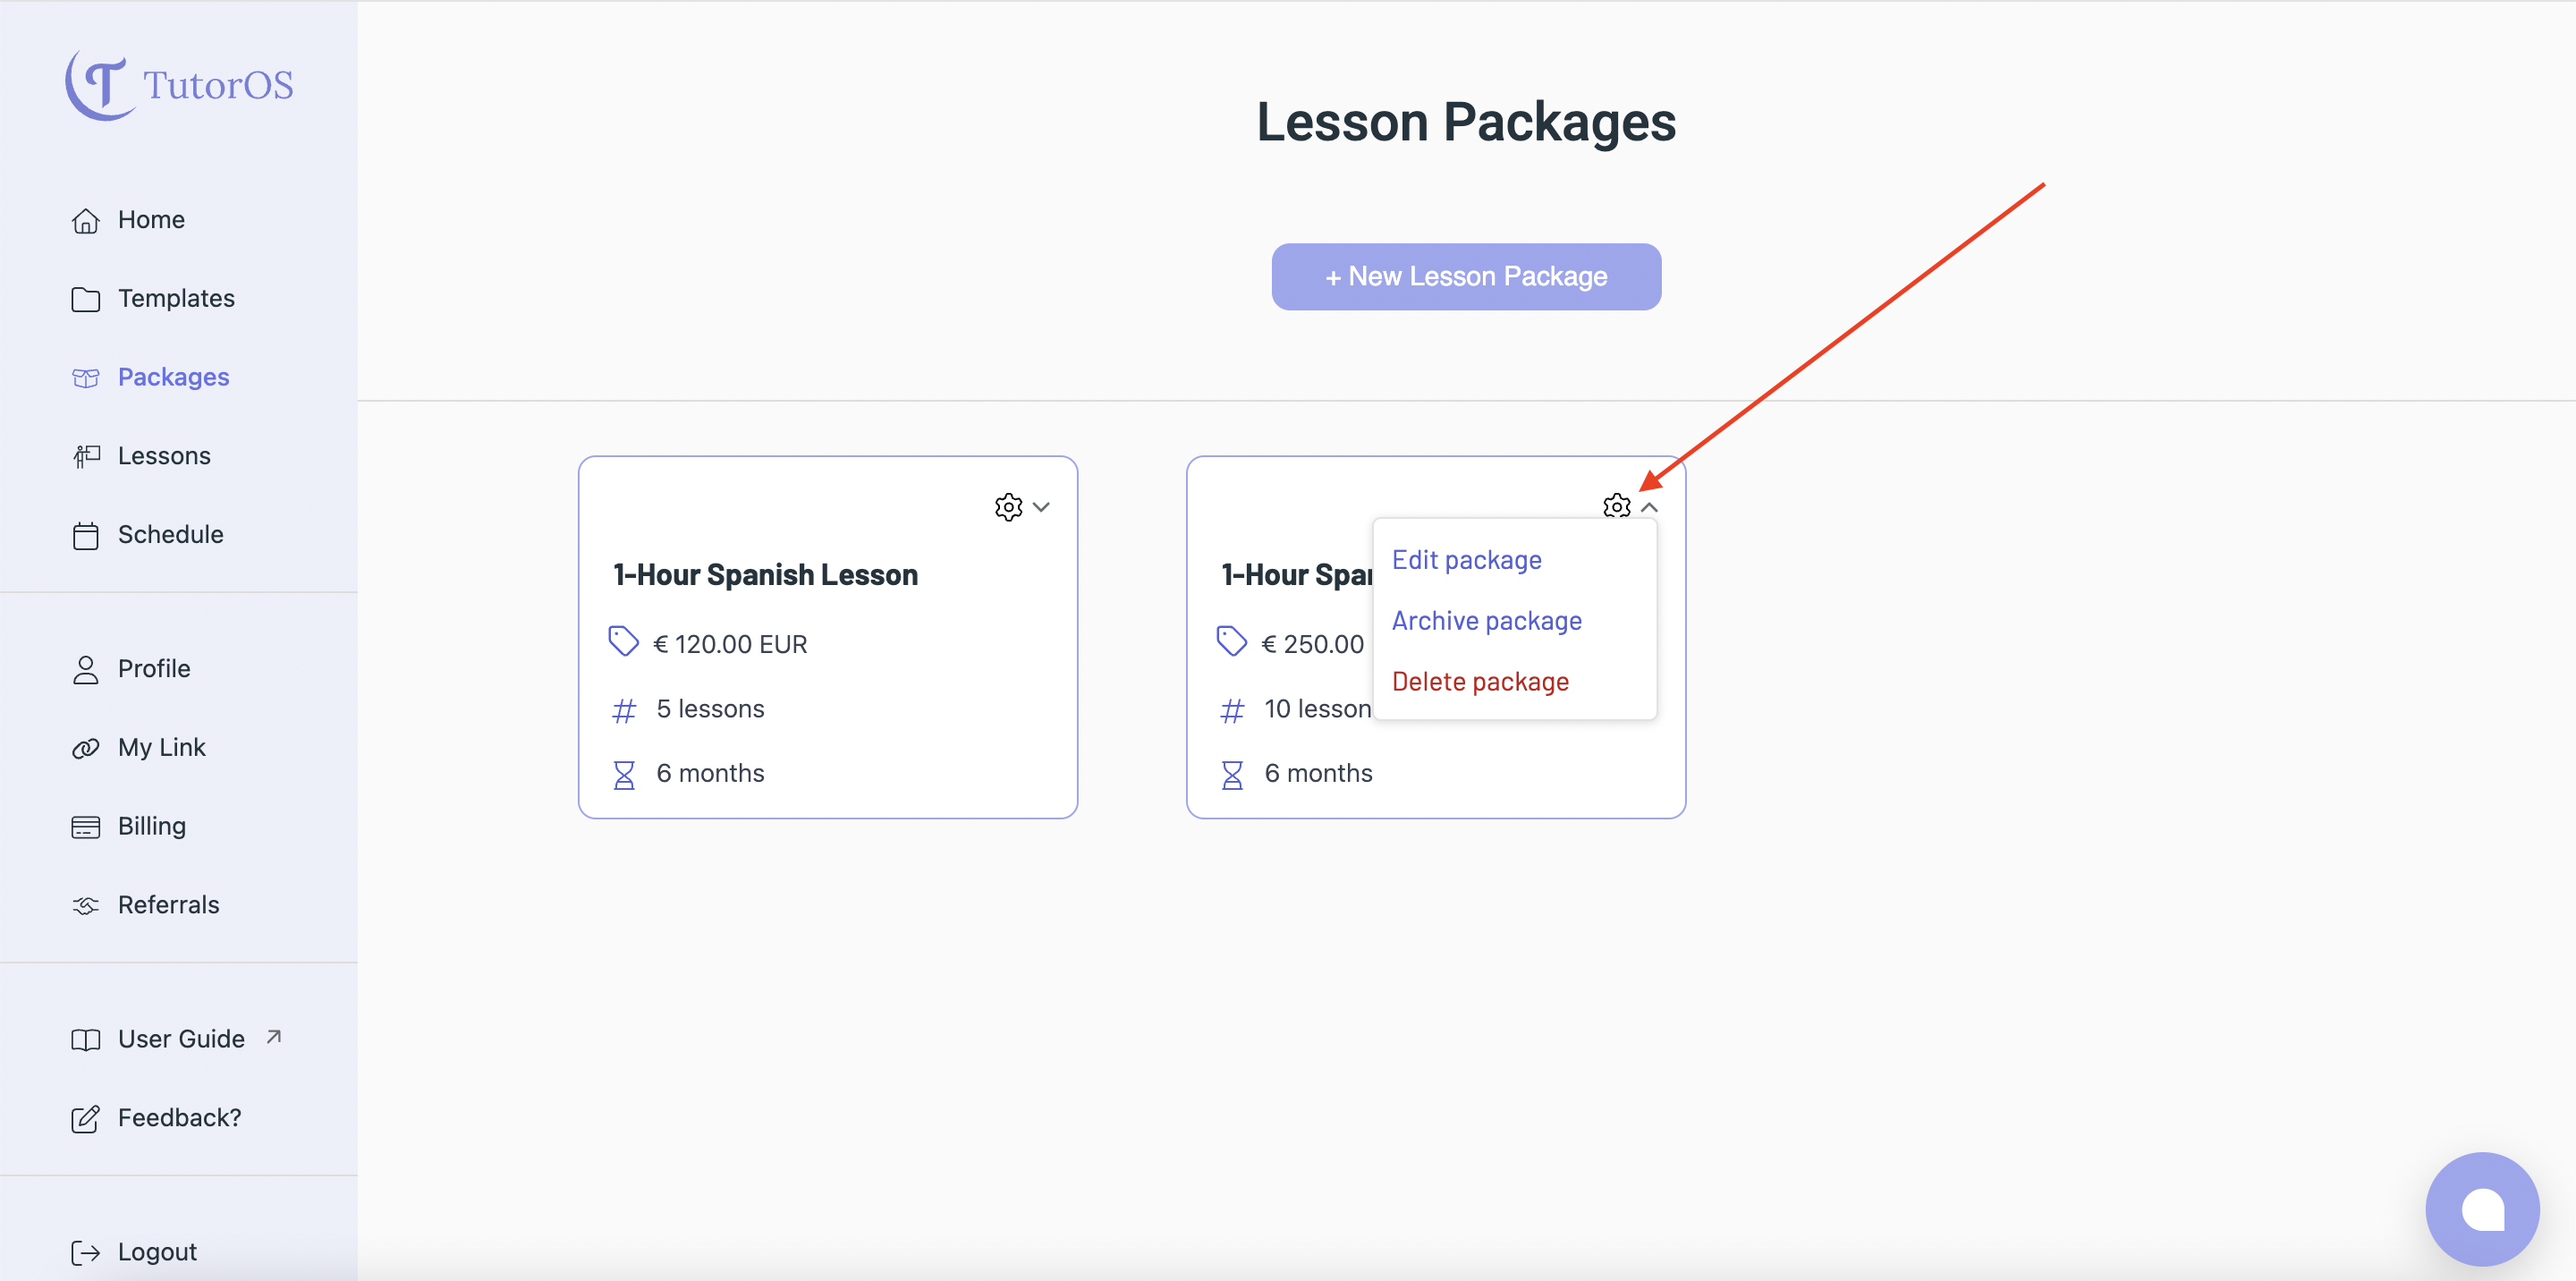 TutorOS
Home
Templates
Packages
Lessons
Schedule
Profile
My Link
Billing
Referrals
User Guide
Feedback?
Logout
Lesson Packages
+ New Lesson Package
1-Hour Spanish Lesson
€ 120.00 EUR
# 5 lessons
6 months
1-Hour Spa
€ 250.00
# 10 lesson
6 months
Edit package
Archive package
Delete package